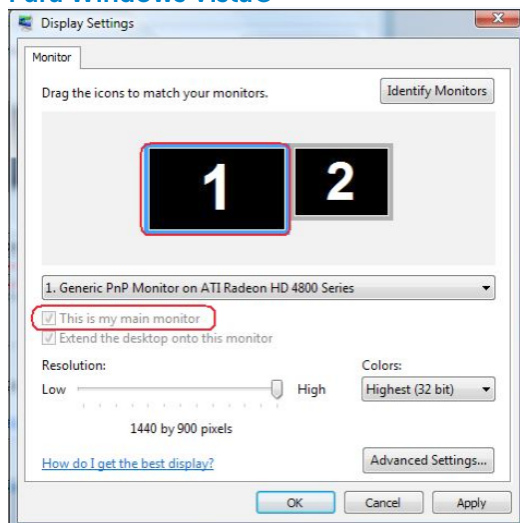 Para Windows Vista®
Display Settings
Monitor
Drag the icons to match your monitors.
Identify Monitors
1
2
1. Generic PnP Monitor on ATI Radeon HD 4800 Series
This is my main monitor
Extend the desktop onto this monitor
Resolution:
Colors:
Low
High
Highest (32 bit)
1440 by 900 pixels
How do I get the best display?
Advanced Settings...
OK
Cancel
Apply